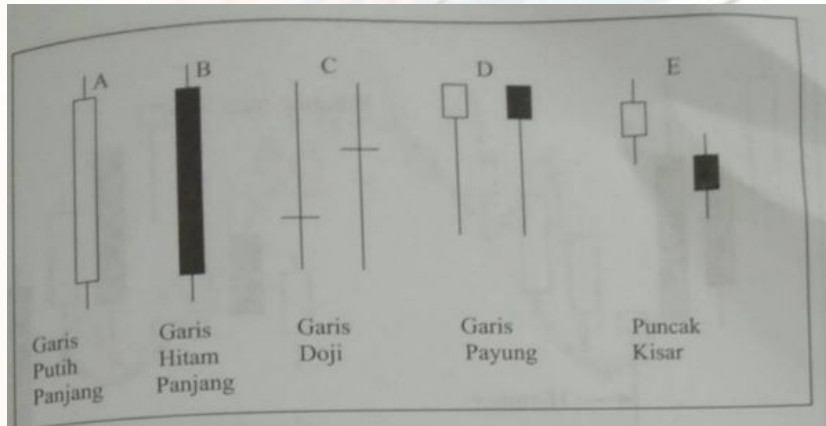 A
B
C
D
E
Garis
Putih
Panjang
Garis
Hitam
Panjang
Garis
Doji
Garis
Payung
Puncak
Kisar